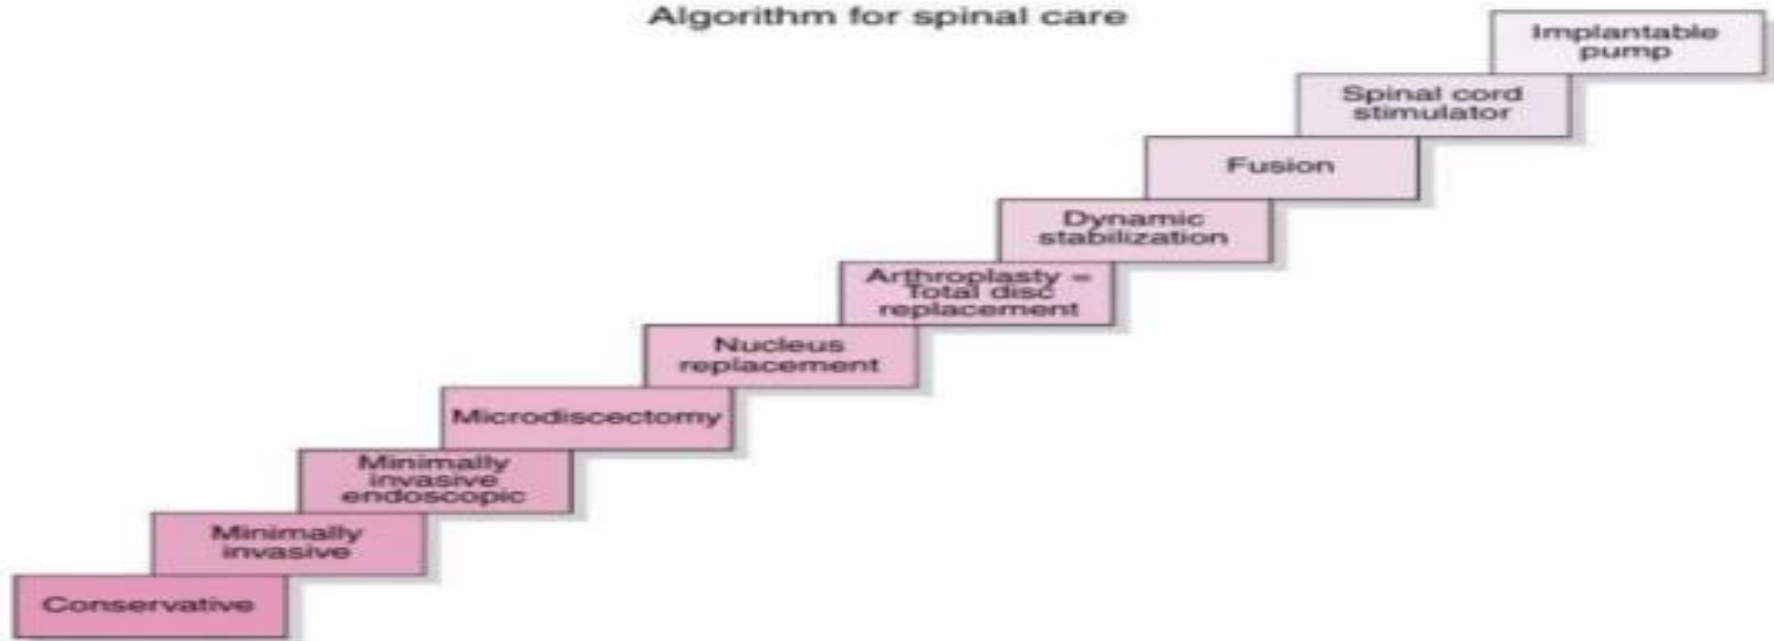 Algorithm for spinal care
Implantable
pump
Spinal cord
stimulator
Fusion
Dynamic
stabilization
Arthroplasty –
Total disc
replacement
Nucleus
replacement
Microdiscectomy
Minimally
invasive
endoscopic
Minimally
invasive
Conservative